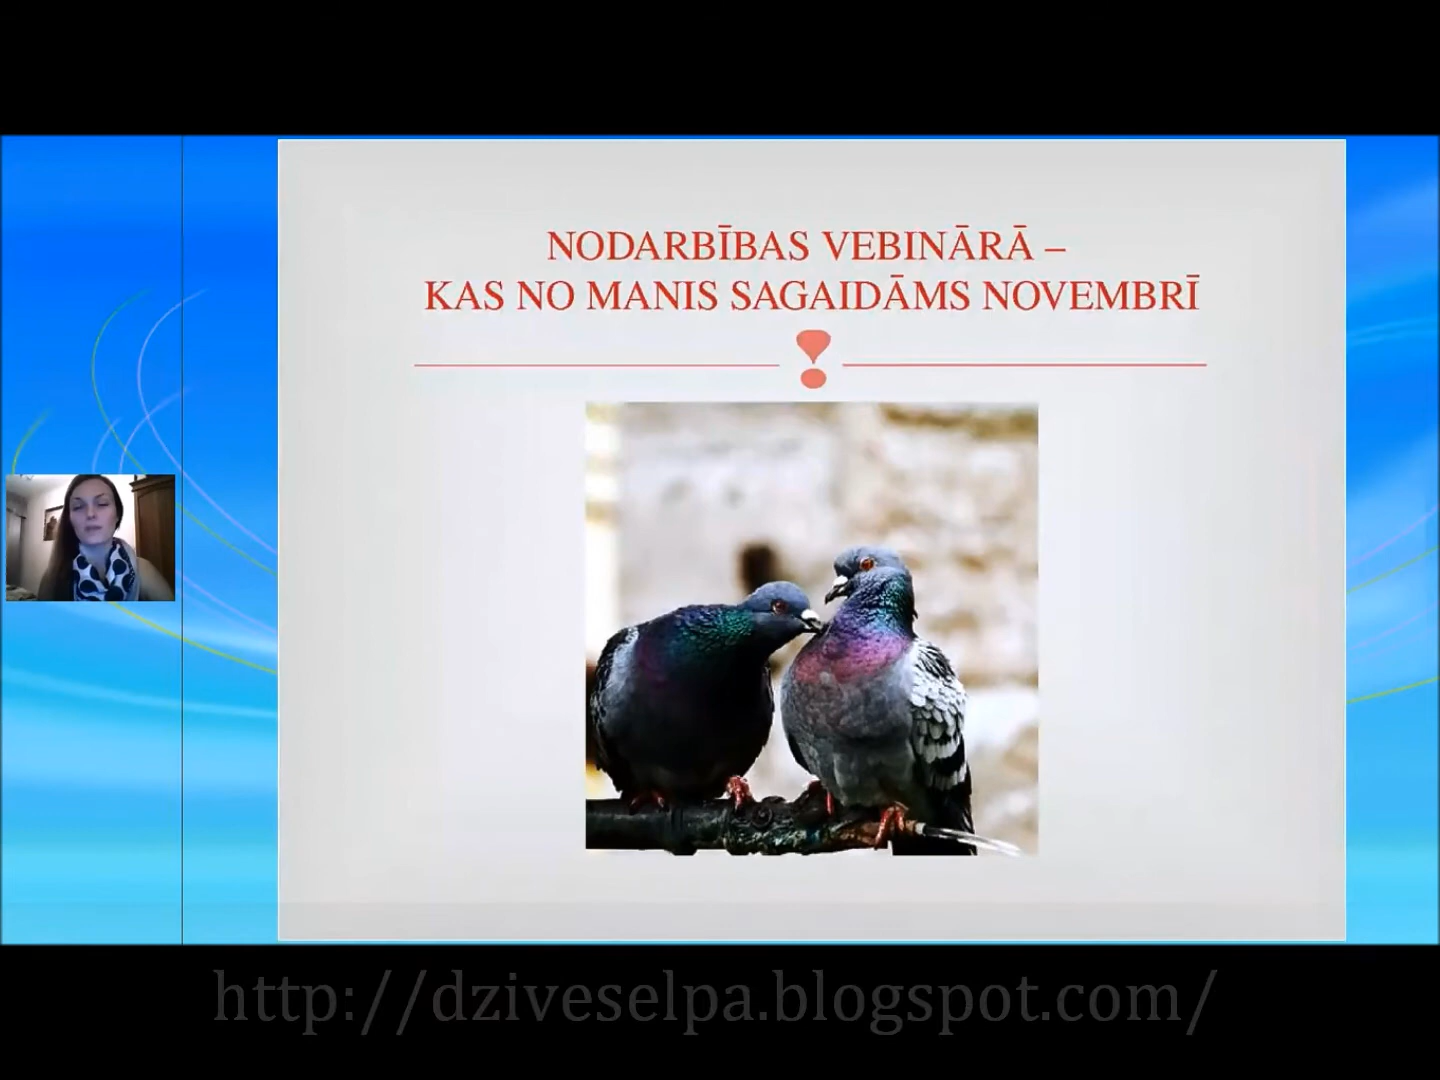 NODARBĪBAS VEBINĀRĀ –
KAS NO MANIS SAGAIDĀMS NOVEMBRĪ
http://dziveselpa.blogspot.com/